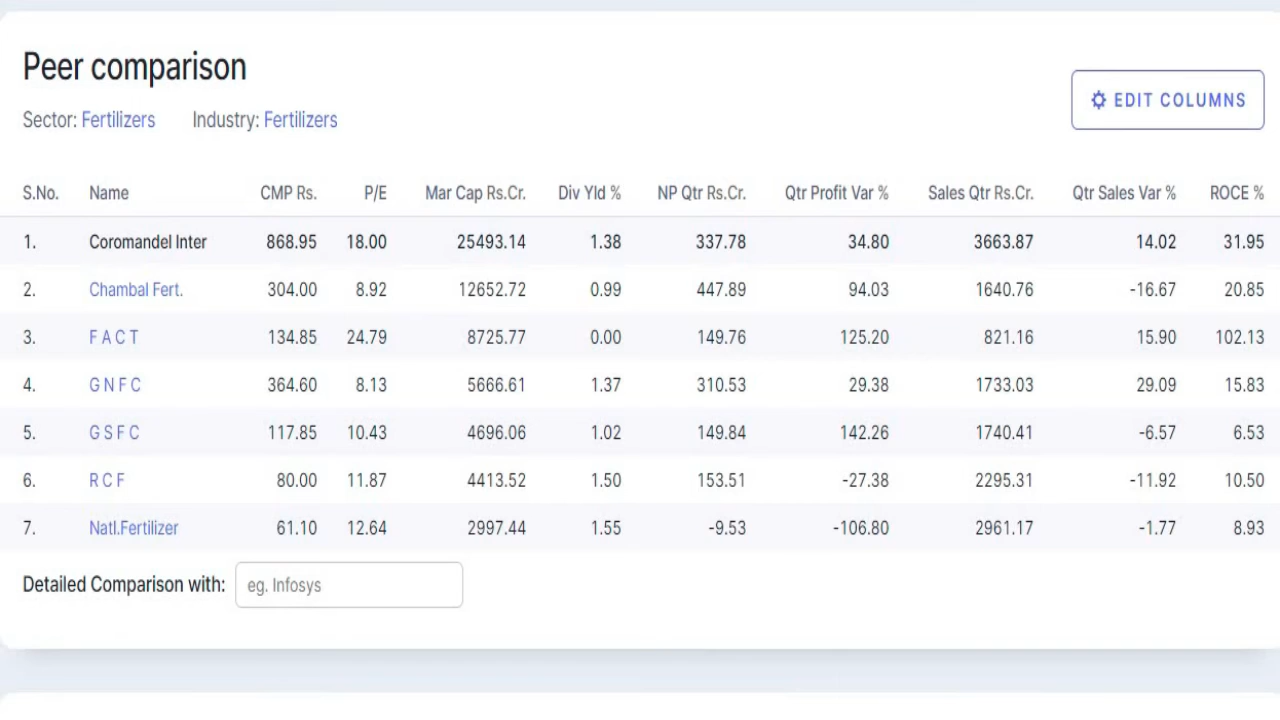 Peer comparison
EDIT COLUMNS
Sector: Fertilizers Industry: Fertilizers
S.No. Name CMP Rs. P/E Mar Cap Rs.Cr. Div Yld % NP Qtr Rs.Cr. Qtr Profit Var % Sales Qtr Rs.Cr. Qtr Sales Var % ROCE %
1. Coromandel Inter 868.95 18.00 25493.14 1.38 337.78 34.80 3663.87 14.02 31.95
2. Chambal Fert. 304.00 8.92 12652.72 0.99 447.89 94.03 1640.76 -16.67 20.85
3. F A C T 134.85 24.79 8725.77 0.00 149.76 125.20 821.16 15.90 102.13
4. G N F C 364.60 8.13 5666.61 1.37 310.53 29.38 1733.03 29.09 15.83
5. G S F C 117.85 10.43 4696.06 1.02 149.84 142.26 1740.41 -6.57 6.53
6. R C F 80.00 11.87 4413.52 1.50 153.51 -27.38 2295.31 -11.92 10.50
7. Natl.Fertilizer 61.10 12.64 2997.44 1.55 -9.53 -106.80 2961.17 -1.77 8.93
Detailed Comparison with: eg. Infosys